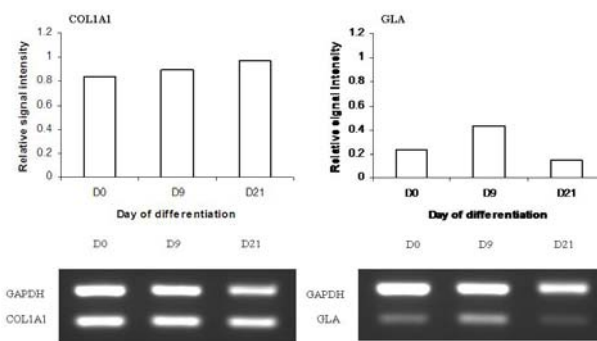 COL1A1
Relative signal intensity
1.2
1
0.8
0.6
0.4
0.2
0
D0 D9 D21
Day of differentiation
D0 D9 D21
GAPDH
COL1A1
GLA
Relative signal intensity
1.2
1
0.8
0.6
0.4
0.2
0
D0 D9 D21
Day of differentiation
D0 D9 D21
GAPDH
GLA